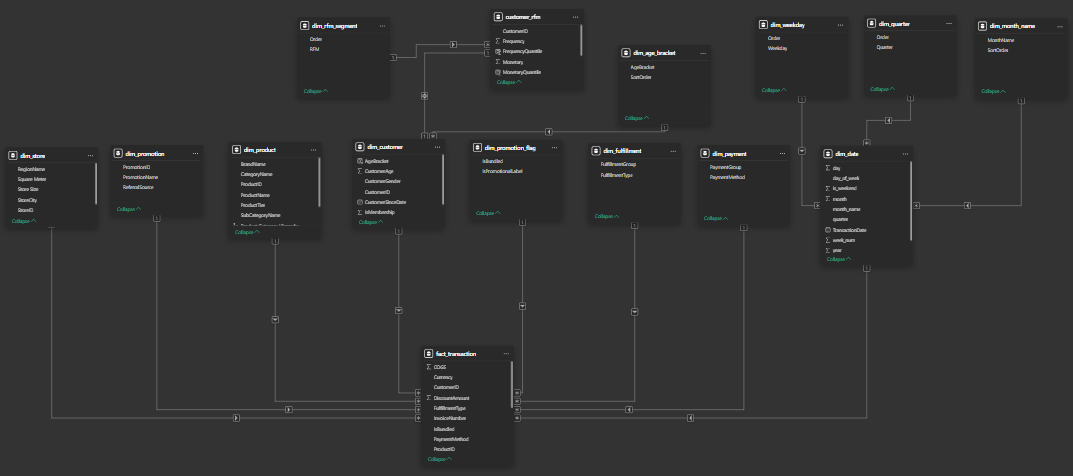 dim_rfm_segment
Order
RFM
Collapse
customer_rfm
CustomerID
Frequency
FrequencyQuantile
Monetary
MonetaryQuantile
Collapse
dim_age_bracket
AgeBracket
SortOrder
Collapse
dim_weekday
Order
Weekday
Collapse
dim_quarter
Order
Quarter
Collapse
dim_month_name
MonthName
SortOrder
Collapse
dim_store
RegionName
Square Meter
Store Size
StoreCity
StoreID
Collapse
dim_promotion
PromotionID
PromotionName
ReferralSource
Collapse
dim_product
BrandName
CategoryName
ProductID
ProductName
ProductTier
SubCategoryName
Collapse
dim_customer
AgeBracket
CustomerAge
CustomerGender
CustomerID
CustomerSinceDate
IsMembership
Collapse
dim_promotion_flag
IsBundled
IsPromotionalLabel
Collapse
dim_fulfillment
FulfillmentGroup
FulfillmentType
Collapse
dim_payment
PaymentGroup
PaymentMethod
Collapse
dim_date
day
day_of_week
is_weekend
month
month_name
quarter
TransactionDate
week_num
year
Collapse
fact_transaction
COGS
Currency
CustomerID
DiscountAmount
FulfillmentType
InvoiceNumber
IsBundled
PaymentMethod
ProductID
Collapse